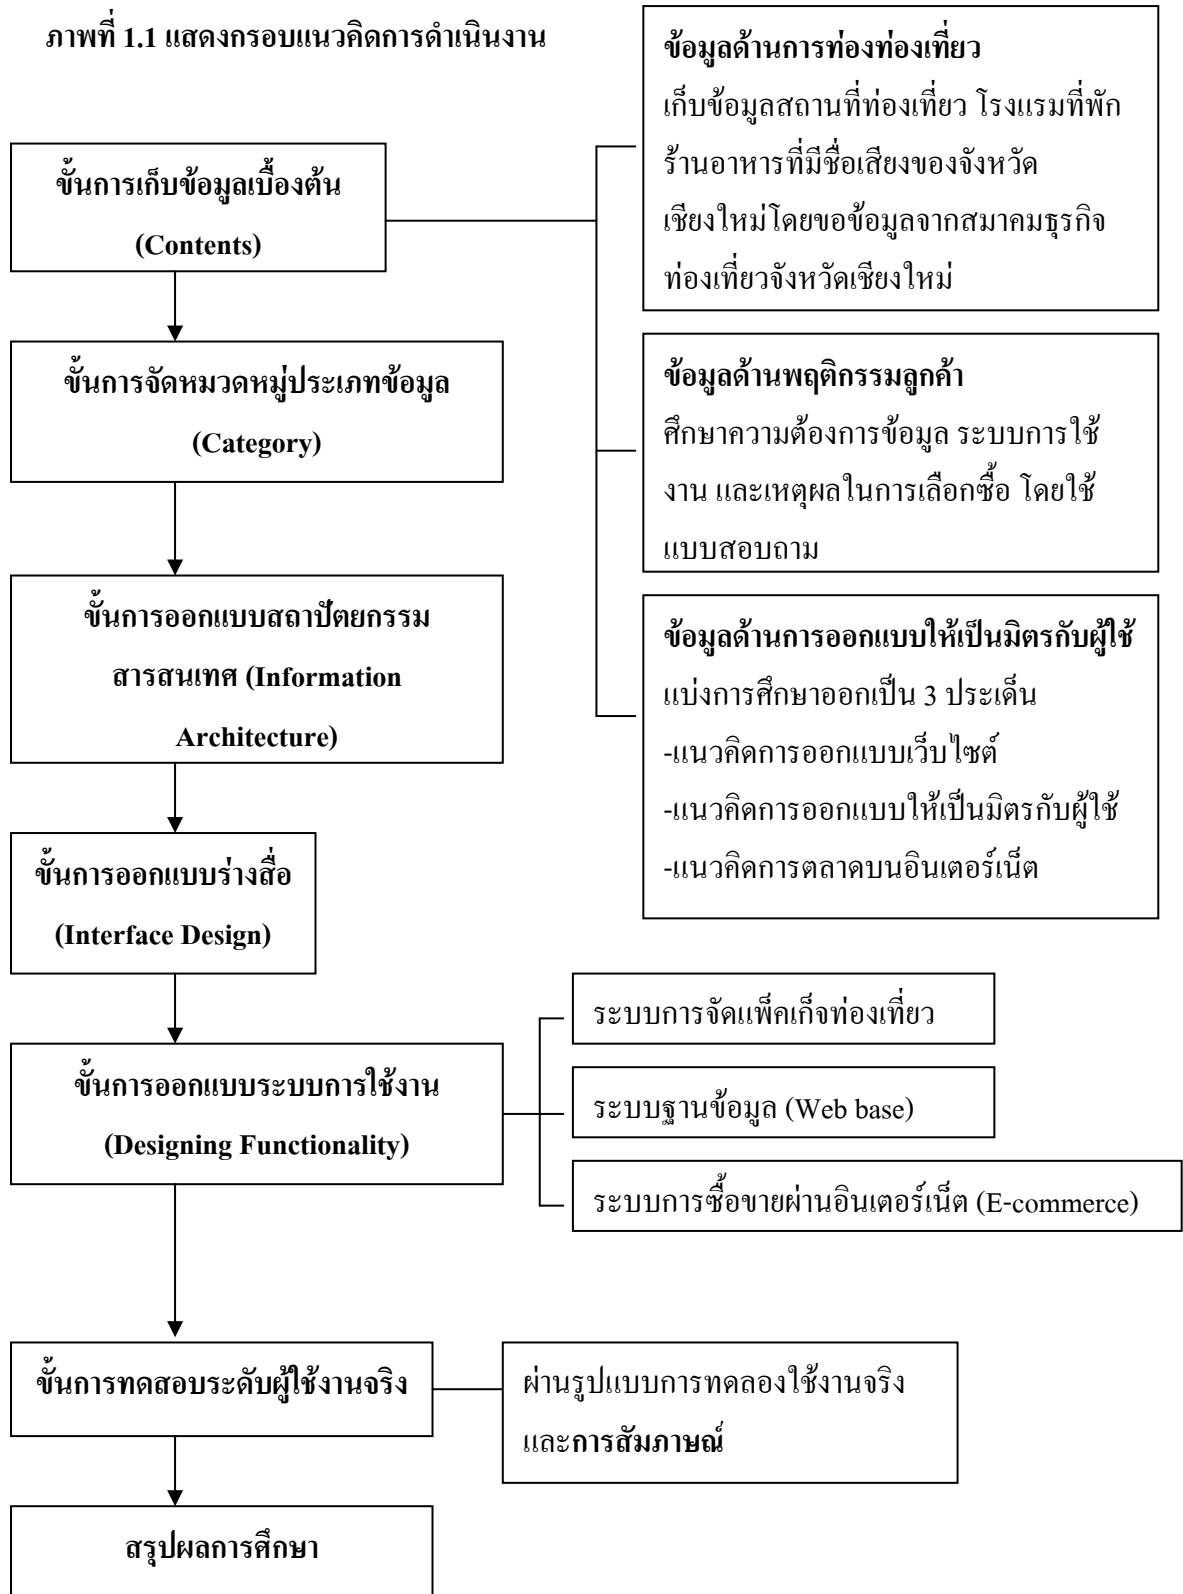 ภาพที่ 1.1 แสดงกรอบแนวคิดการดำเนินงาน
ขั้นการเก็บข้อมูลเบื้องต้น
(Contents)
ข้อมูลด้านการท่องท่องเที่ยว
เก็บข้อมูลสถานที่ท่องเที่ยว โรงแรมที่พัก
ร้านอาหารที่มีชื่อเสียงของจังหวัด
เชียงใหม่โดยขอข้อมูลจากสมาคมธุรกิจ
ท่องเที่ยวจังหวัดเชียงใหม่
ข้อมูลด้านพฤติกรรมลูกค้า
ศึกษาความต้องการข้อมูล ระบบการใช้
งาน และเหตุผลในการเลือกซื้อ โดยใช้
แบบสอบถาม
ข้อมูลด้านการออกแบบให้เป็นมิตรกับผู้ใช้
แบ่งการศึกษาออกเป็น 3 ประเด็น
-แนวคิดการออกแบบเว็บไซต์
-แนวคิดการออกแบบให้เป็นมิตรกับผู้ใช้
-แนวคิดการตลาดบนอินเตอร์เน็ต
ขั้นการจัดหมวดหมู่ประเภทข้อมูล
(Category)
ขั้นการออกแบบสถาปัตยกรรม
สารสนเทศ (Information
Architecture)
ขั้นการออกแบบร่างสื่อ
(Interface Design)
ขั้นการออกแบบระบบการใช้งาน
(Designing Functionality)
ระบบการจัดแพ็คเก็จท่องเที่ยว
ระบบฐานข้อมูล (Web base)
ระบบการซื้อขายผ่านอินเตอร์เน็ต (E-commerce)
ขั้นการทดสอบระดับผู้ใช้งานจริง
ผ่านรูปแบบการทดลองใช้งานจริง
และการสัมภาษณ์
สรุปผลการศึกษา